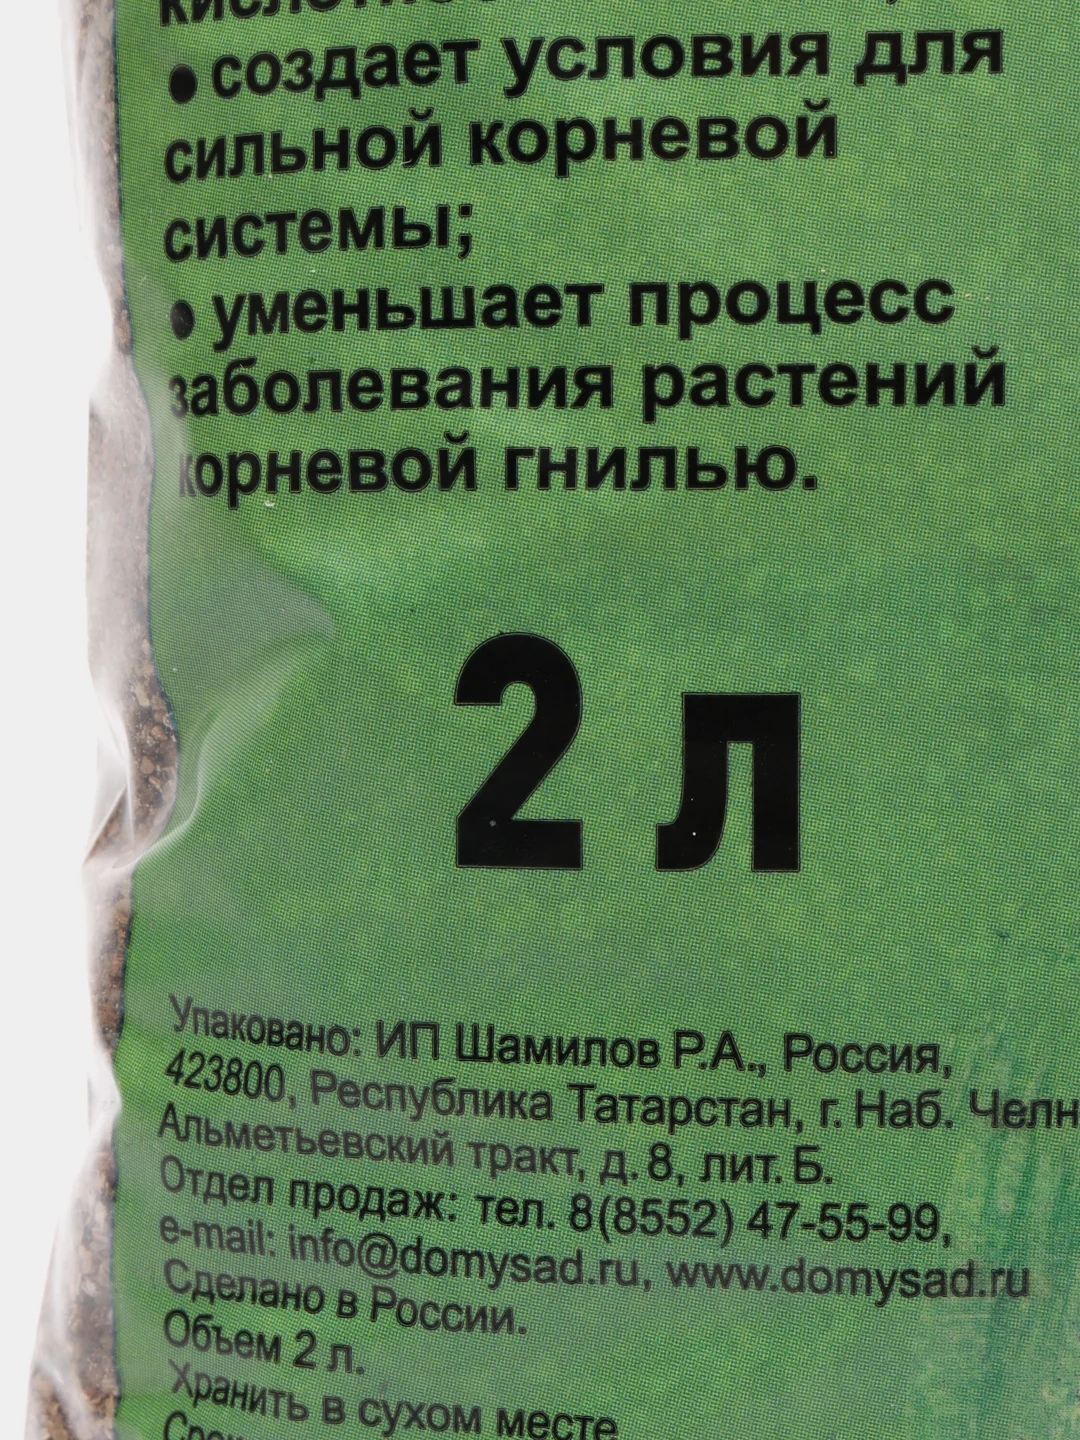 • создает условия для
сильной корневой
системы;
• уменьшает процесс
заболевания растений
корневой гнилью.
2 л
Упаковано: ИП Шамилов Р.А., Россия,
423800, Республика Татарстан, г. Наб. Челн
Альметьевский тракт, д. 8, лит. Б.
Отдел продаж: тел. 8(8552) 47-55-99,
e-mail: info@domysad.ru, www.domysad.ru
Сделано в России.
Объем 2 л.
Хранить в сухом месте